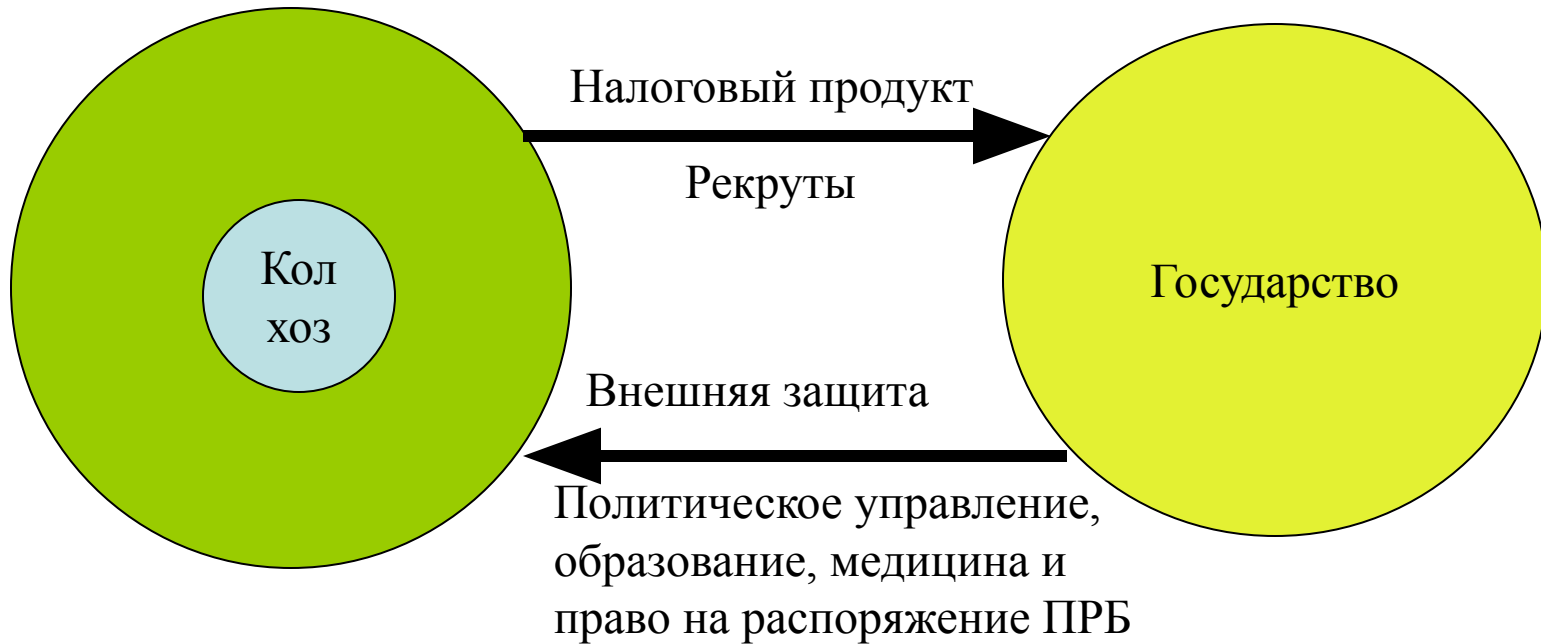 Налоговый продукт
Рекруты
Кол
хоз
Государство
Внешняя защита
Политическое управление,
образование, медицина и
право на распоряжение ПРБ